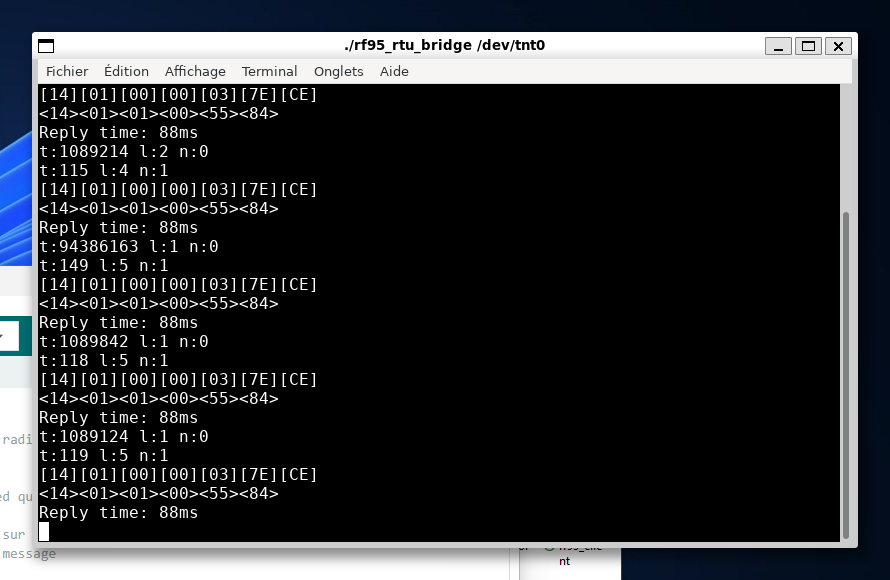 ./rf95_rtu_bridge /dev/tnt0
Fichier Édition Affichage Terminal Onglets Aide
[14][01][00][00][03][7E][CE]
<14><01><01><00><55><84>
Reply time: 88ms
t:1089214 l:2 n:0
t:115 l:4 n:1
[14][01][00][00][03][7E][CE]
<14><01><01><00><55><84>
Reply time: 88ms
t:94386163 l:1 n:0
t:149 l:5 n:1
[14][01][00][00][03][7E][CE]
<14><01><01><00><55><84>
Reply time: 88ms
t:1089842 l:1 n:0
t:118 l:5 n:1
[14][01][00][00][03][7E][CE]
<14><01><01><00><55><84>
Reply time: 88ms
t:1089124 l:1 n:0
t:119 l:5 n:1
[14][01][00][00][03][7E][CE]
<14><01><01><00><55><84>
Reply time: 88ms
radi
ed qu
sur
message
nt